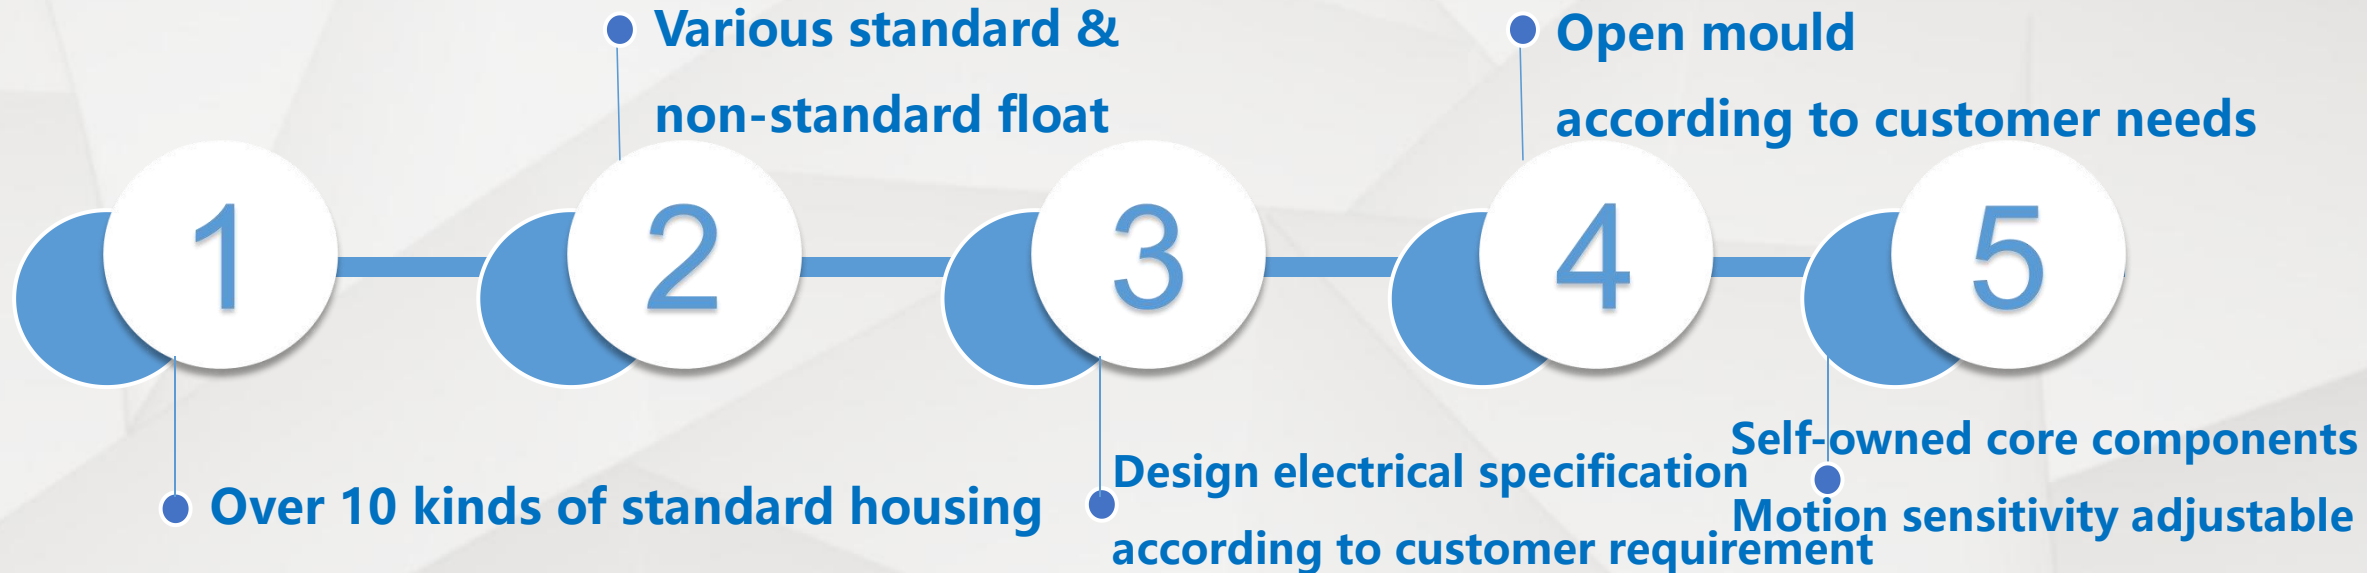 Various standard &
non-standard float
Open mould
according to customer needs
1
2
3
4
5
Over 10 kinds of standard housing
Design electrical specification
according to customer requirement
Self-owned core components
Motion sensitivity adjustable